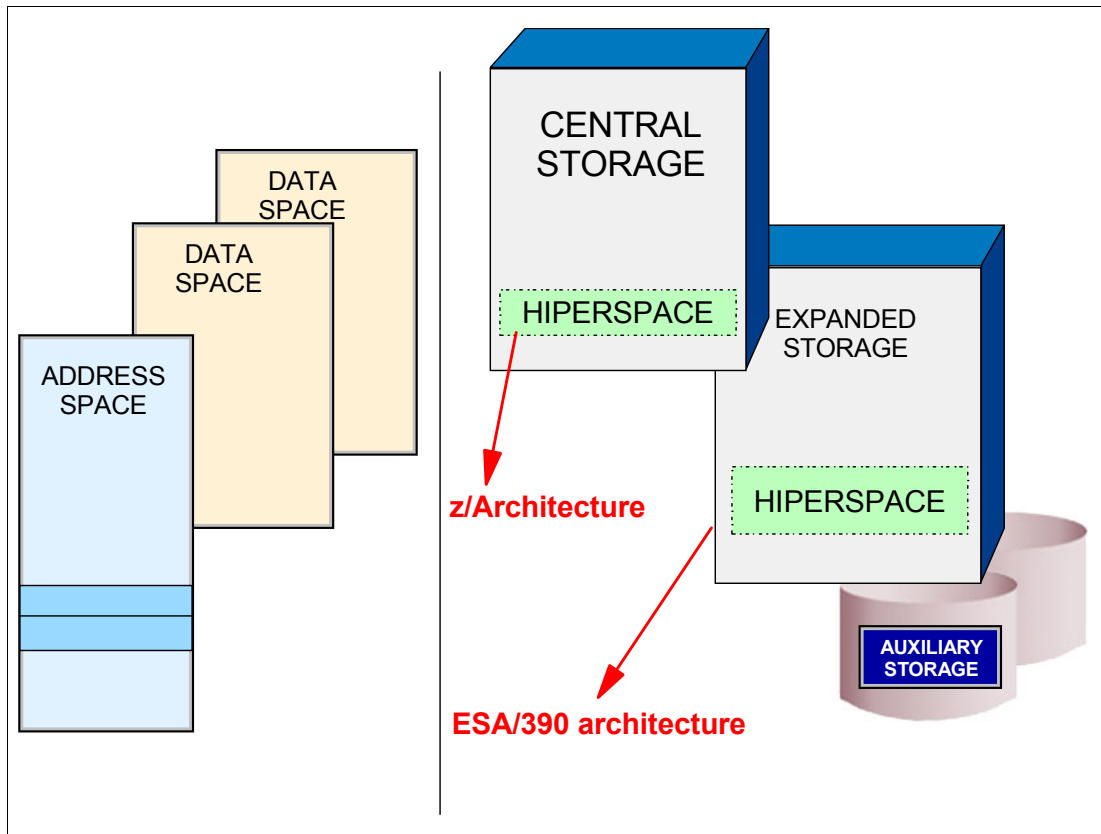 DATA
SPACE
DATA
SPACE
ADDRESS
SPACE
CENTRAL
STORAGE
HIPERSPACE
EXPANDED
STORAGE
HIPERSPACE
z/Architecture
ESA/390 architecture
AUXILIARY
STORAGE